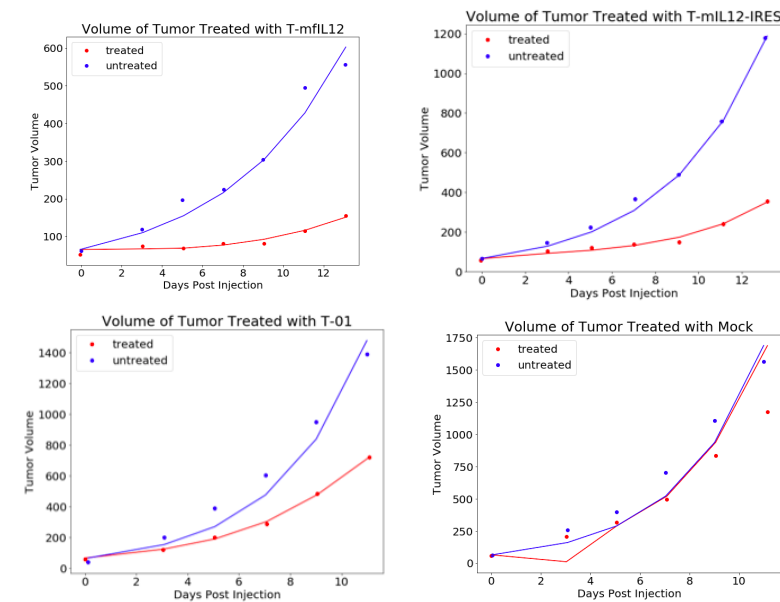 Volume of Tumor Treated with T-mfIL12
treated
untreated
600
500
400
300
200
100
Tumor Volume
0 2 4 6 8 10 12
Days Post Injection
Volume of Tumor Treated with T-mIL12-IRES
treated
untreated
1200
1000
800
600
400
200
0
Tumor Volume
0 2 4 6 8 10 12
Days Post Injection
Volume of Tumor Treated with T-01
treated
untreated
1400
1200
1000
800
600
400
200
0
Tumor Volume
0 2 4 6 8 10
Days Post Injection
Volume of Tumor Treated with Mock
treated
untreated
1750
1500
1250
1000
750
500
250
0
Tumor Volume
0 2 4 6 8 10
Days Post Injection